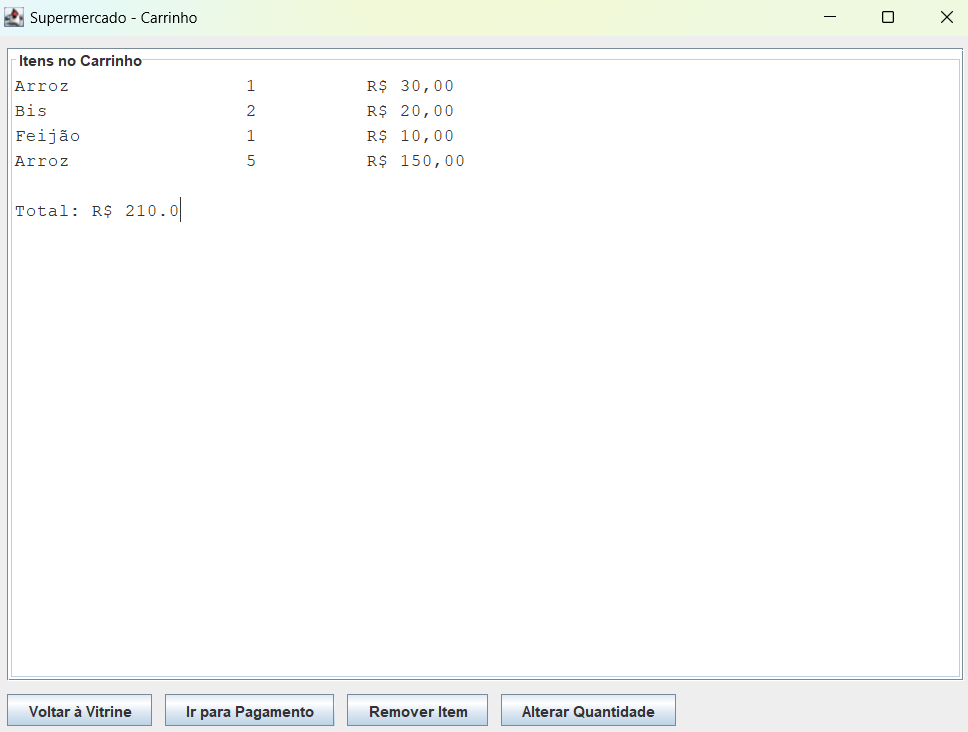 Supermercado - Carrinho
Itens no Carrinho
Arroz 1 R$ 30,00
Bis 2 R$ 20,00
Feijão 1 R$ 10,00
Arroz 5 R$ 150,00
Total: R$ 210.0
Voltar à Vitrine Ir para Pagamento Remover Item Alterar Quantidade